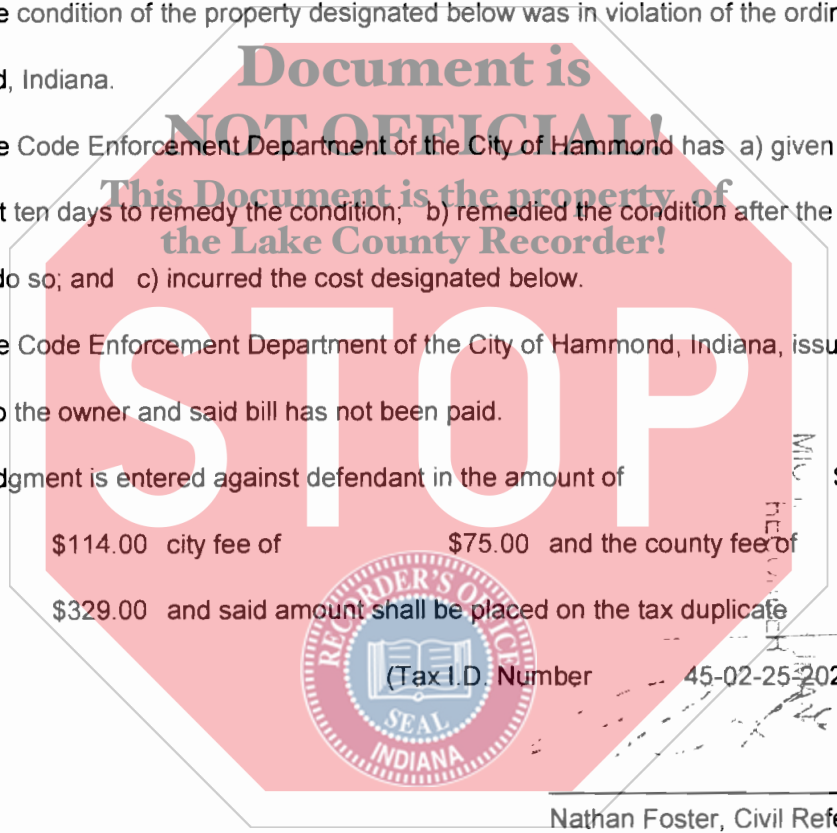 condition of the property designated below was in violation of the
Document is
, Indiana.
NOT OFFICIAL!
Code Enforcement Department of the City of Hammond has a) given
This Document is the property of
ten days to remedy the condition; b) remedied the condition after the
the Lake County Recorder!
do so; and c) incurred the cost designated below.
STOP
Code Enforcement Department of the City of Hammond, Indiana,
the owner and said bill has not been paid.
is entered against defendant in the amount of
$114.00 city fee of $75.00 and the county fee of
$329.00 and said amount shall be placed on the tax duplicate
RECORDER'S OFFICE
(Tax I.D. Number 45-02-25-202
SEAL
INDIANA
Nathan Foster, Civil